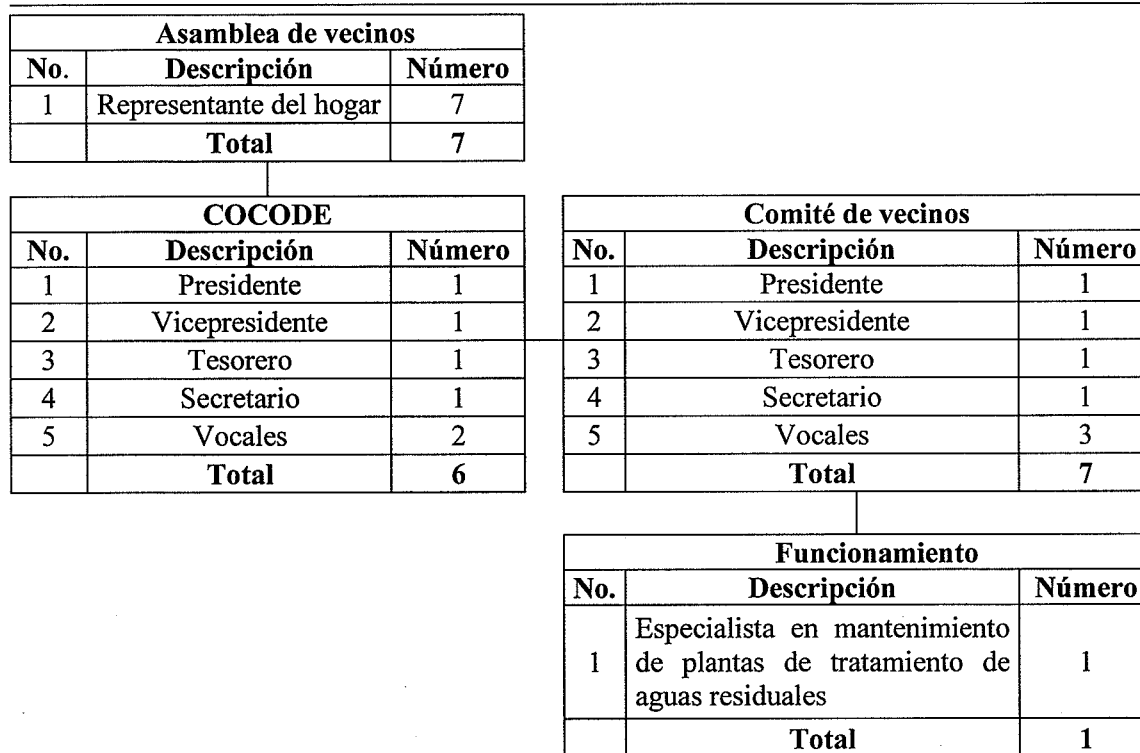 Asamblea de vecinos
No. Descripción Número
1 Representante del hogar 7
Total 7
COCODE
No. Descripción Número
1 Presidente 1
2 Vicepresidente 1
3 Tesorero 1
4 Secretario 1
5 Vocales 2
Total 6
Comité de vecinos
No. Descripción Número
1 Presidente 1
2 Vicepresidente 1
3 Tesorero 1
4 Secretario 1
5 Vocales 3
Total 7
Funcionamiento
No. Descripción Número
Especialista en mantenimiento
1 de plantas de tratamiento de 1
aguas residuales
Total 1